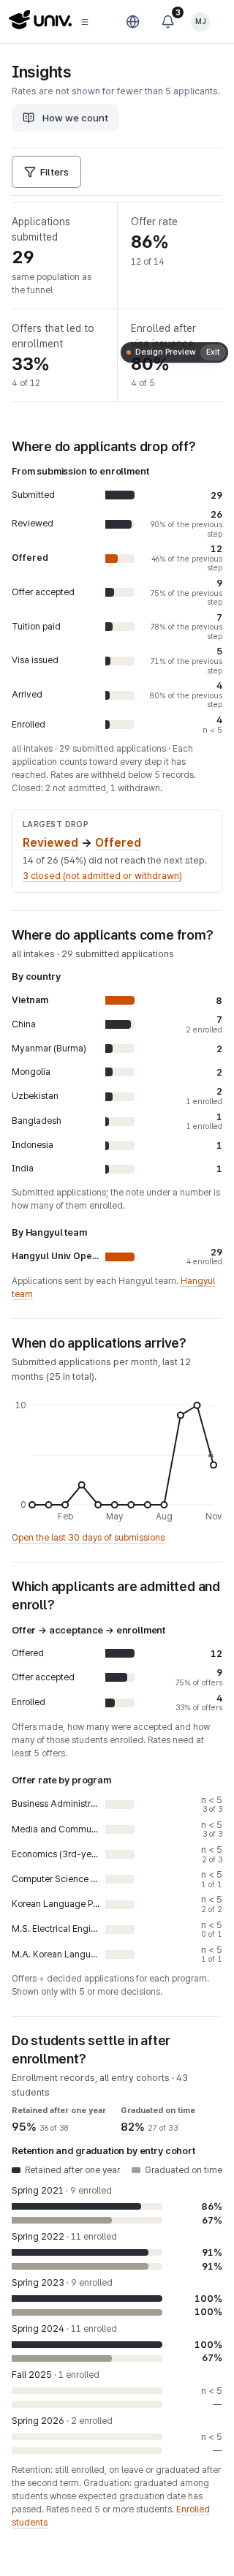 UNIV.
3
MJ
Insights
Rates are not shown for fewer than 5 applicants.
How we count
Filters
Applications submitted
29
same population as the funnel
Offer rate
86%
12 of 14
Offers that led to enrollment
33%
4 of 12
Enrolled after
Design Preview Exit
80%
4 of 5
Where do applicants drop off?
From submission to enrollment
Submitted 29
Reviewed 26
90% of the previous step
Offered 12
46% of the previous step
Offer accepted 9
75% of the previous step
Tuition paid 7
78% of the previous step
Visa issued 5
71% of the previous step
Arrived 4
80% of the previous step
Enrolled 4
n < 5
all intakes · 29 submitted applications · Each
application counts toward every step it has
reached. Rates are withheld below 5 records.
Closed: 2 not admitted, 1 withdrawn.
LARGEST DROP
Reviewed → Offered
14 of 26 (54%) did not reach the next step.
3 closed (not admitted or withdrawn)
Where do applicants come from?
all intakes · 29 submitted applications
By country
Vietnam 8
China 7
2 enrolled
Myanmar (Burma) 2
Mongolia 2
Uzbekistan 2
1 enrolled
Bangladesh 1
1 enrolled
Indonesia 1
India 1
Submitted applications; the note under a number is
how many of them enrolled.
By Hangyul team
Hangyul Univ Ope... 29
4 enrolled
Applications sent by each Hangyul team. Hangyul
team
When do applications arrive?
Submitted applications per month, last 12
months (25 in total).
10
4
0
Feb May Aug Nov
Open the last 30 days of submissions
Which applicants are admitted and
enroll?
Offer → acceptance → enrollment
Offered 12
Offer accepted 9
75% of offers
Enrolled 4
33% of offers
Offers made, how many were accepted and how
many of those students enrolled. Rates need at
least 5 offers.
Offer rate by program
Business Administr... n < 5
3 of 3
Media and Commu... n < 5
3 of 3
Economics (3rd-ye... n < 5
2 of 3
Computer Science ... n < 5
1 of 1
Korean Language P... n < 5
2 of 2
M.S. Electrical Engi... n < 5
0 of 1
M.A. Korean Langu... n < 5
1 of 1
Offers ÷ decided applications for each program.
Shown only with 5 or more decisions.
Do students settle in after
enrollment?
Enrollment records, all entry cohorts · 43
students
Retained after one year
95% 36 of 38
Graduated on time
82% 27 of 33
Retention and graduation by entry cohort
Retained after one year Graduated on time
Spring 2021 · 9 enrolled
86%
67%
Spring 2022 · 11 enrolled
91%
91%
Spring 2023 · 9 enrolled
100%
100%
Spring 2024 · 11 enrolled
100%
67%
Fall 2025 · 1 enrolled
n < 5
—
Spring 2026 · 2 enrolled
n < 5
—
Retention: still enrolled, on leave or graduated after
the second term. Graduation: graduated among
students whose expected graduation date has
passed. Rates need 5 or more students. Enrolled
students